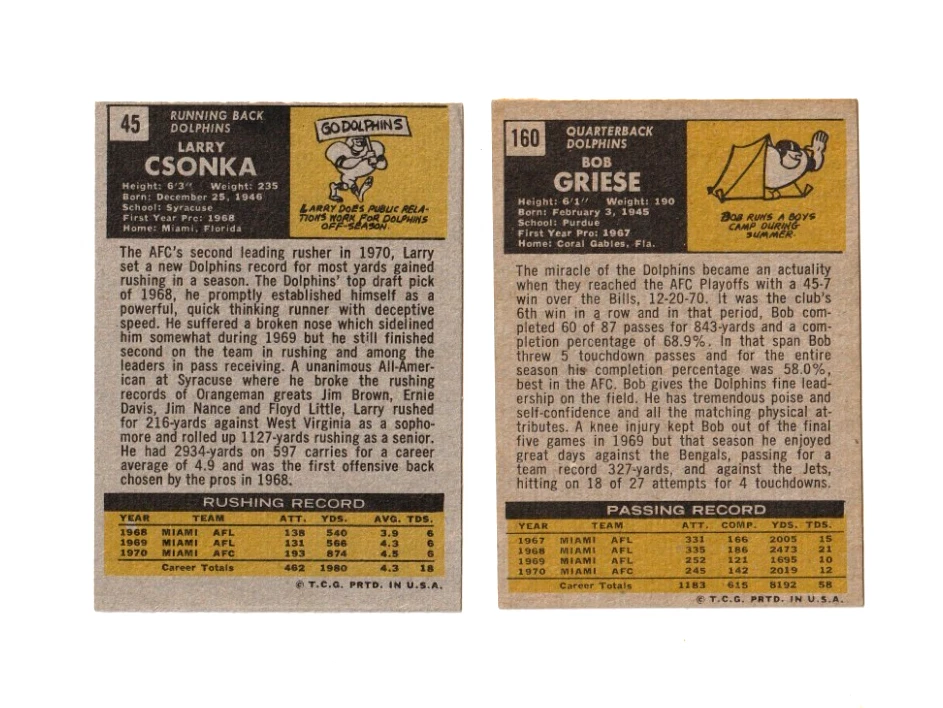 45
RUNNING BACK
DOLPHINS
LARRY
CSONKA
Height: 6'3" Weight: 235
Born: December 25, 1946
School: Syracuse
First Year Pro: 1968
Home: Miami, Florida
GO DOLPHINS
LARRY DOES PUBLIC RELA-
TIONS WORK FOR DOLPHINS
OFF-SEASON.
The AFC's second leading rusher in 1970, Larry
set a new Dolphins record for most yards gained
rushing in a season. The Dolphins' top draft pick
of 1968, he promptly established himself as a
powerful, quick thinking runner with deceptive
speed. He suffered a broken nose which sidelined
him somewhat during 1969 but he still finished
second on the team in rushing and among the
leaders in pass receiving. A unanimous All-Amer-
ican at Syracuse where he broke the rushing
records of Orangeman greats Jim Brown, Ernie
Davis, Jim Nance and Floyd Little, Larry rushed
for 216-yards against West Virginia as a sopho-
more and rolled up 1127-yards rushing as a senior.
He had 2934-yards on 597 carries for a career
average of 4.9 and was the first offensive back
chosen by the pros in 1968.
RUSHING RECORD
YEAR TEAM ATT. YDS. AVG. TDS.
1968 MIAMI AFL 138 540 3.9 6
1969 MIAMI AFL 131 566 4.3 6
1970 MIAMI AFC 193 874 4.5 6
Career Totals 462 1980 4.3 18
© T.C.G. PRTD. IN U.S.A.
160
QUARTERBACK
DOLPHINS
BOB
GRIESE
Height: 6'1" Weight: 190
Born: February 3, 1945
School: Purdue
First Year Pro: 1967
Home: Coral Gables, Fla.
BOB RUNS A BOYS
CAMP DURING
SUMMER.
The miracle of the Dolphins became an actuality
when they reached the AFC Playoffs with a 45-7
win over the Bills, 12-20-70. It was the club's
6th win in a row and in that period, Bob com-
pleted 60 of 87 passes for 843-yards and a com-
pletion percentage of 68.9%. In that span Bob
threw 5 touchdown passes and for the entire
season his completion percentage was 58.0%,
best in the AFC. Bob gives the Dolphins fine lead-
ership on the field. He has tremendous poise and
self-confidence and all the matching physical at-
tributes. A knee injury kept Bob out of the final
five games in 1969 but that season he enjoyed
great days against the Bengals, passing for a
team record 327-yards, and against the Jets,
hitting on 18 of 27 attempts for 4 touchdowns.
PASSING RECORD
YEAR TEAM ATT. COMP. YDS. TDS.
1967 MIAMI AFL 331 166 2005 15
1968 MIAMI AFL 335 186 2473 21
1969 MIAMI AFL 252 121 1695 10
1970 MIAMI AFC 245 142 2019 12
Career Totals 1183 615 8192 58
© T.C.G. PRTD. IN U.S.A.